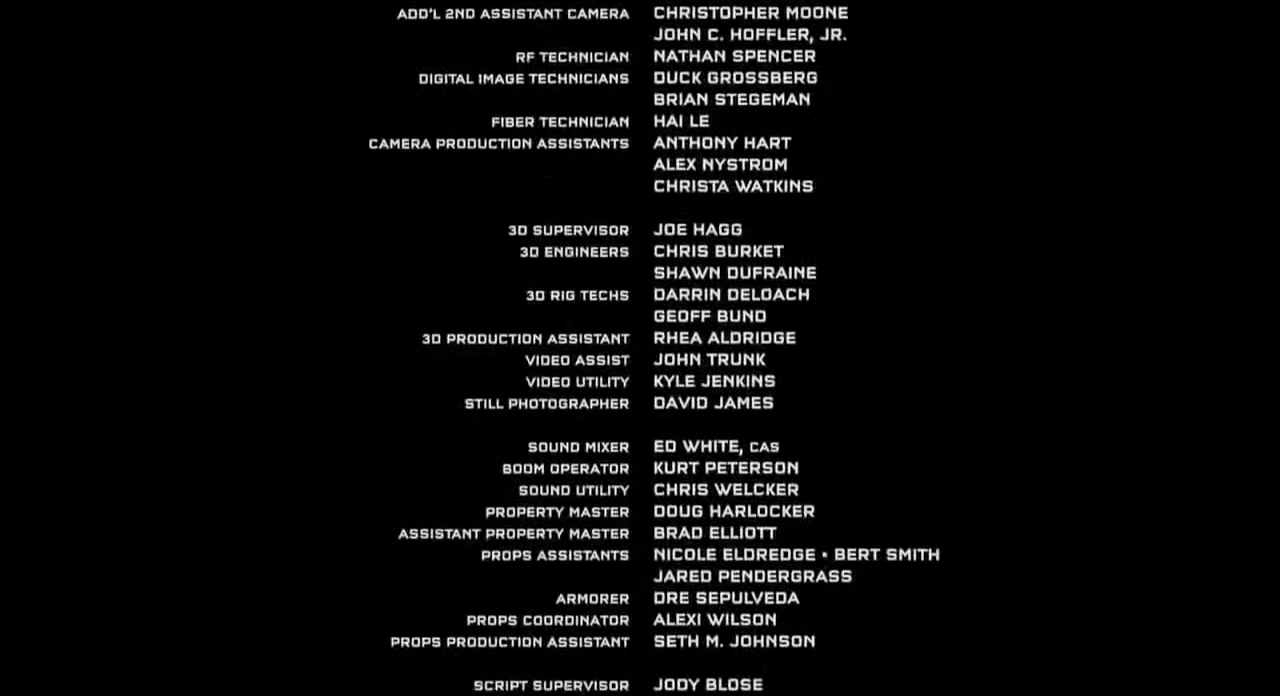 ADD'L 2ND ASSISTANT CAMERA CHRISTOPHER MOONE
JOHN C. HOFFLER, JR.
RF TECHNICIAN NATHAN SPENCER
DIGITAL IMAGE TECHNICIANS DUCK GROSSBERG
BRIAN STEGEMAN
FIBER TECHNICIAN HAI LE
CAMERA PRODUCTION ASSISTANTS ANTHONY HART
ALEX NYSTROM
CHRISTA WATKINS
3D SUPERVISOR JOE HAGG
3D ENGINEERS CHRIS BURKET
SHAWN DUFRAINE
3D RIG TECHS DARRIN DELOACH
GEOFF BUND
3D PRODUCTION ASSISTANT RHEA ALDRIDGE
VIDEO ASSIST JOHN TRUNK
VIDEO UTILITY KYLE JENKINS
STILL PHOTOGRAPHER DAVID JAMES
SOUND MIXER ED WHITE, CAS
BOOM OPERATOR KURT PETERSON
SOUND UTILITY CHRIS WELCKER
PROPERTY MASTER DOUG HARLOCKER
ASSISTANT PROPERTY MASTER BRAD ELLIOTT
PROPS ASSISTANTS NICOLE ELDREDGE • BERT SMITH
JARED PENDERGRASS
ARMORER DRE SEPULVEDA
PROPS COORDINATOR ALEXI WILSON
PROPS PRODUCTION ASSISTANT SETH M. JOHNSON
SCRIPT SUPERVISOR JODY BLOSE